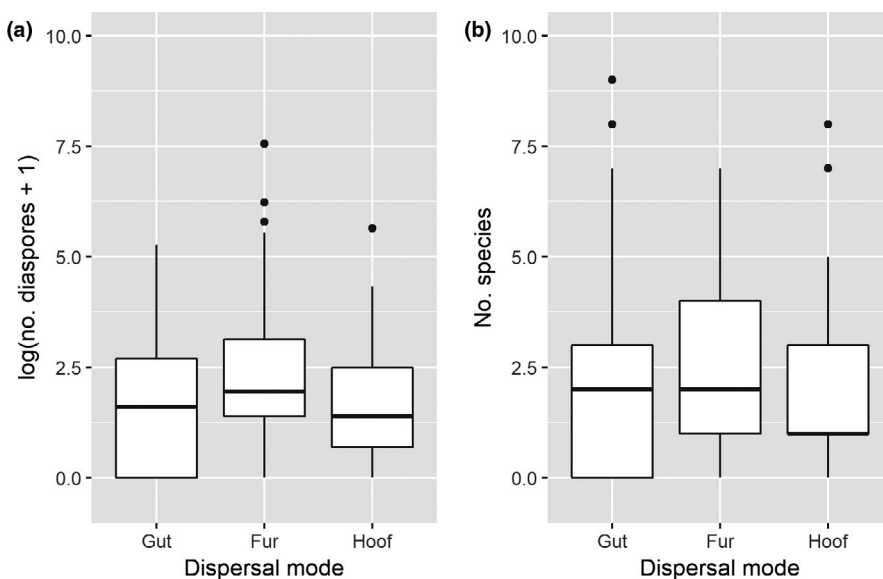 (a)
log(no. diaspores + 1)
10.0
7.5
5.0
2.5
0.0
Gut Fur Hoof
Dispersal mode
(b)
No. species
10.0
7.5
5.0
2.5
0.0
Gut Fur Hoof
Dispersal mode